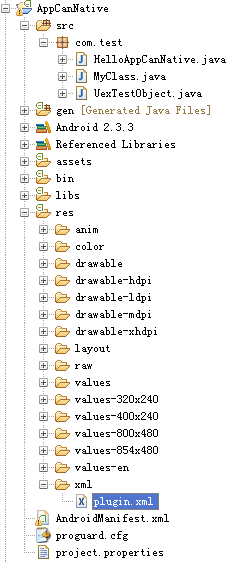 AppCanNative
src
com.test
HelloAppCanNative.java
MyClass.java
UexTestObject.java
gen [Generated Java Files]
Android 2.3.3
Referenced Libraries
assets
bin
libs
res
anim
color
drawable
drawable-hdpi
drawable-ldpi
drawable-mdpi
drawable-xhdpi
layout
raw
values
values-320x240
values-400x240
values-800x480
values-854x480
values-en
xml
plugin.xml
AndroidManifest.xml
proguard.cfg
project.properties